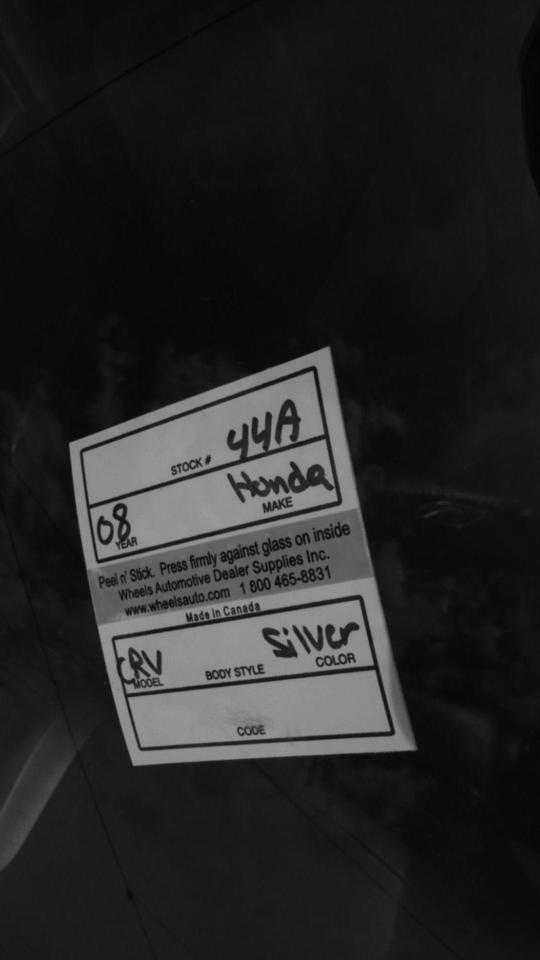 44A
STOCK #
08 Honda
YEAR MAKE
Peel n' Stick. Press firmly against glass on inside
Wheels Automotive Dealer Supplies Inc.
www.wheelsauto.com 1 800 465-8831
Made in Canada
CRV Silver
MODEL BODY STYLE COLOR
CODE